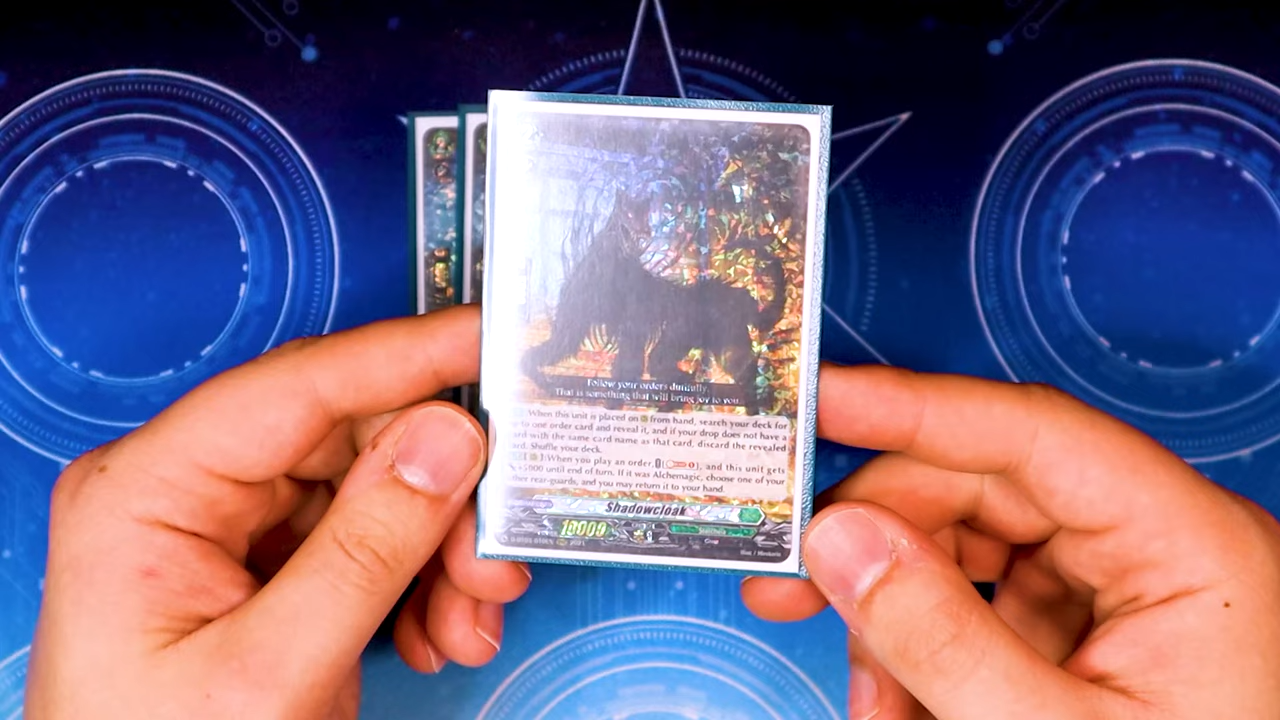 Follow your orders dutifully.
That is something that will bring joy to you.
When this unit is placed on from hand, search your deck for
to one order card and reveal it, and if your drop does not have a
card with the same card name as that card, discard the revealed
card. Shuffle your deck.
When you play an order, and this unit gets
+5000 until end of turn. If it was Alchemagic, choose one of your
other rear-guards, and you may return it to your hand.
Shadowcloak
10000